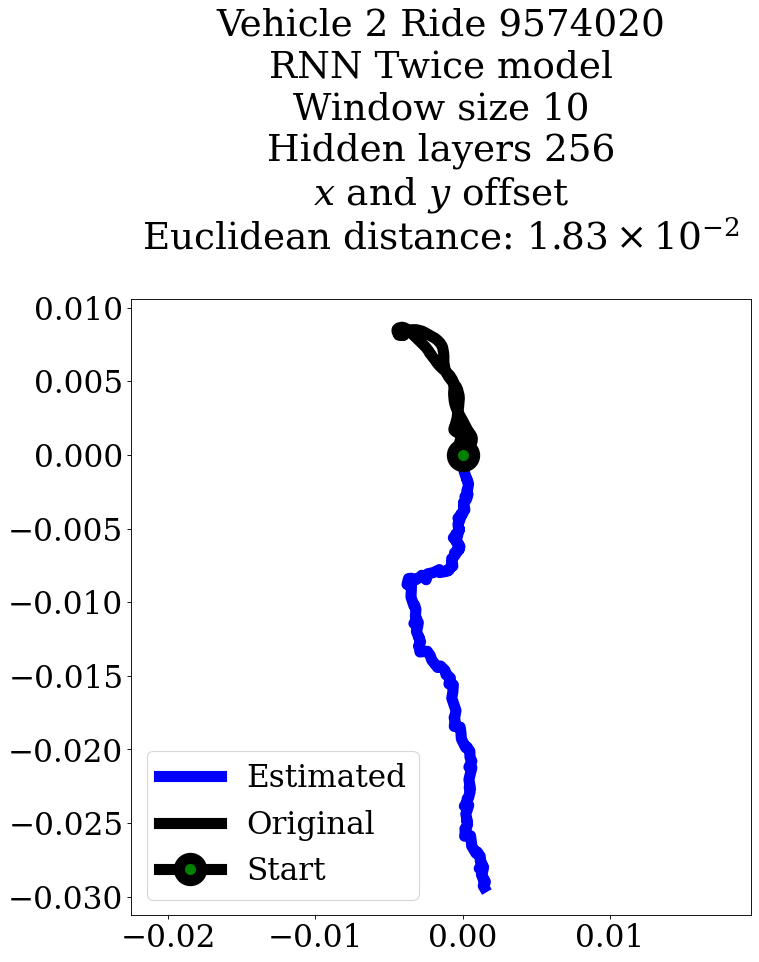 Vehicle 2 Ride 9574020
RNN Twice model
Window size 10
Hidden layers 256
x and y offset
Euclidean distance: 1.83 × 10⁻²
0.010
0.005
0.000
−0.005
−0.010
−0.015
−0.020
−0.025
−0.030
Estimated
Original
Start
−0.02
−0.01
0.00
0.01